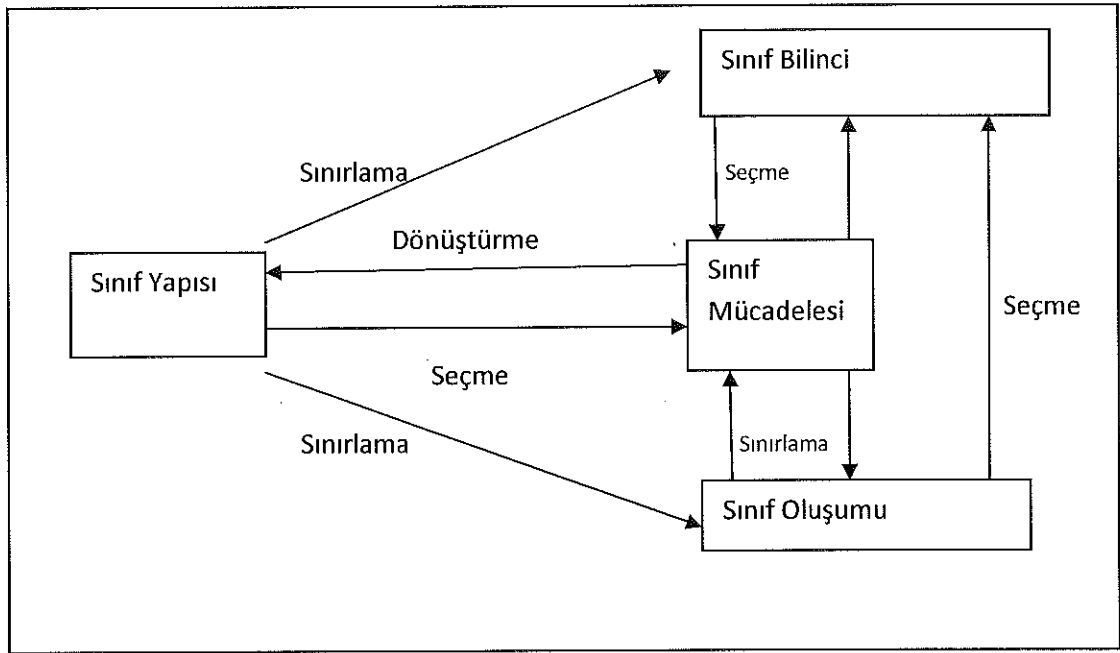 Sınıf Bilinci
Sınırlama
Seçme
Dönüştürme
Sınıf Yapısı
Sınıf
Mücadelesi
Seçme
Seçme
Sınırlama
Sınırlama
Sınıf Oluşumu